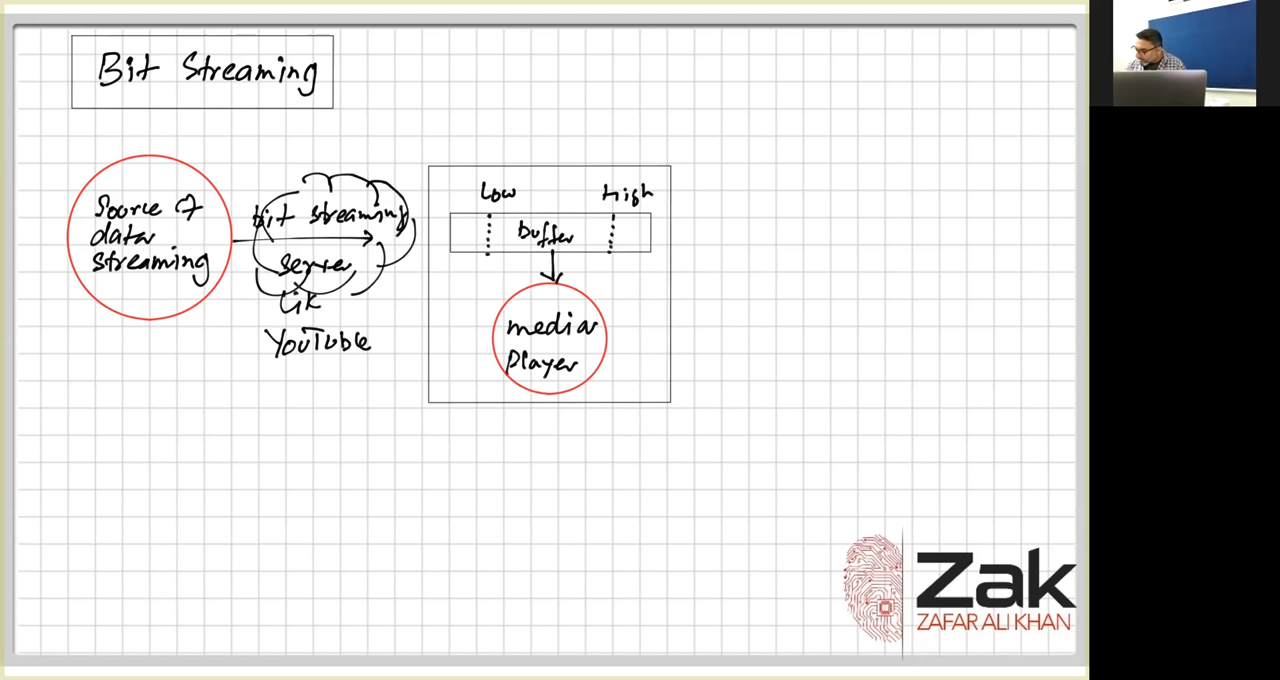 Bit Streaming
Source of
data
streaming
bit streaming
server
Lik
YouTube
Low
High
buffer
media
player
Zak
ZAFAR ALI KHAN